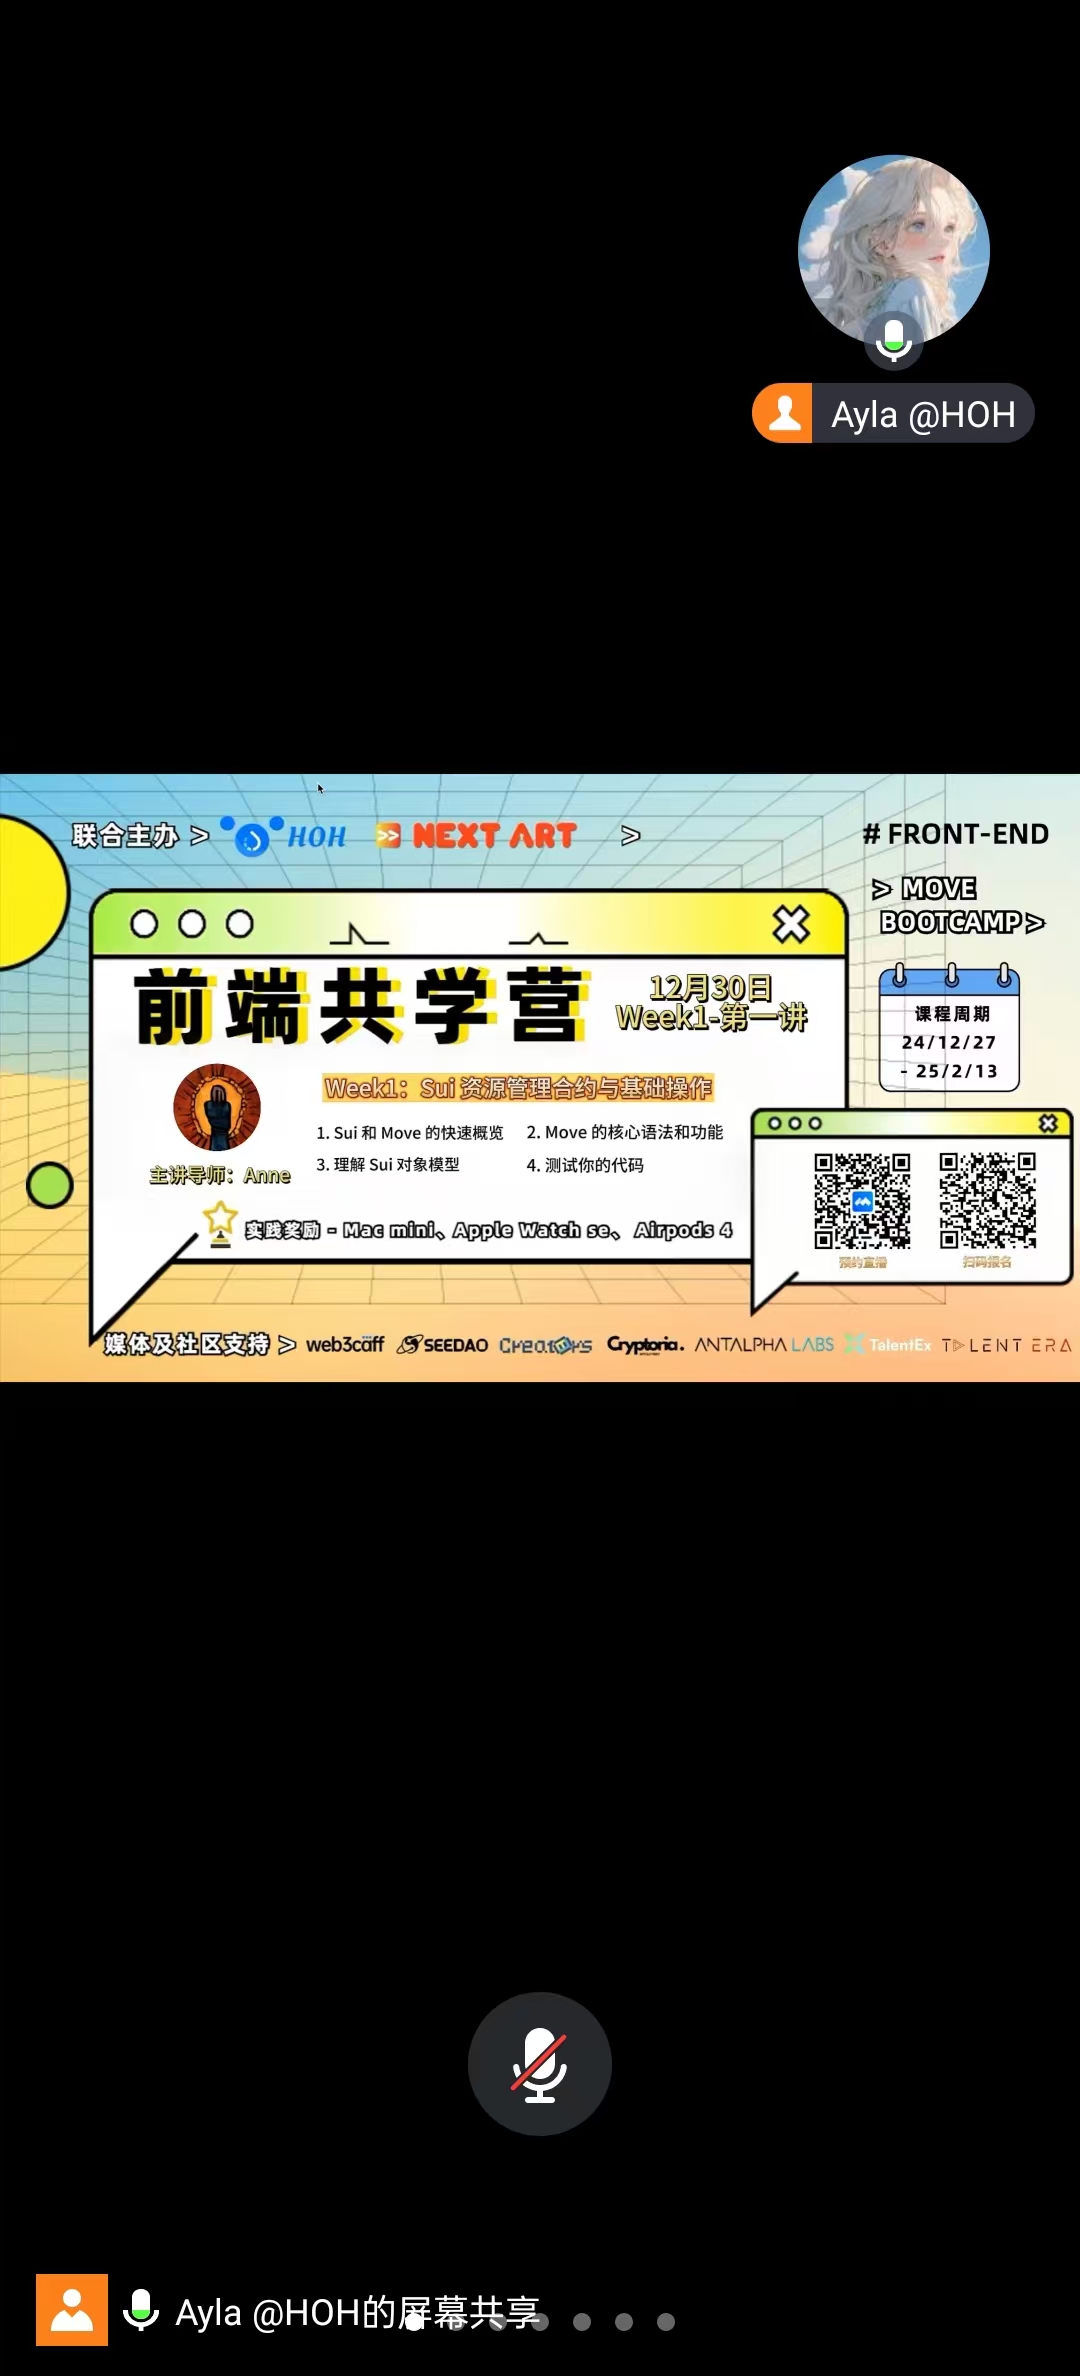 Ayla @HOH
联合主办 >
HOH
NEXT ART
>
# FRONT-END
> MOVE
BOOTCAMP >
前端共学营
12月30日
Week1-第一讲
课程周期
24/12/27
- 25/2/13
Week1：Sui 资源管理合约与基础操作
1. Sui 和 Move 的快速概览
2. Move 的核心语法和功能
3. 理解 Sui 对象模型
4. 测试你的代码
主讲导师：Anne
实践奖励 - Mac mini、Apple Watch se、Airpods 4
预约直播
扫码报名
媒体及社区支持 >
web3caff
SEEDAO
Creators
Cryptoria.
ANTALPHA LABS
TalentEx
TALENT ERA
Ayla @HOH的屏幕共享